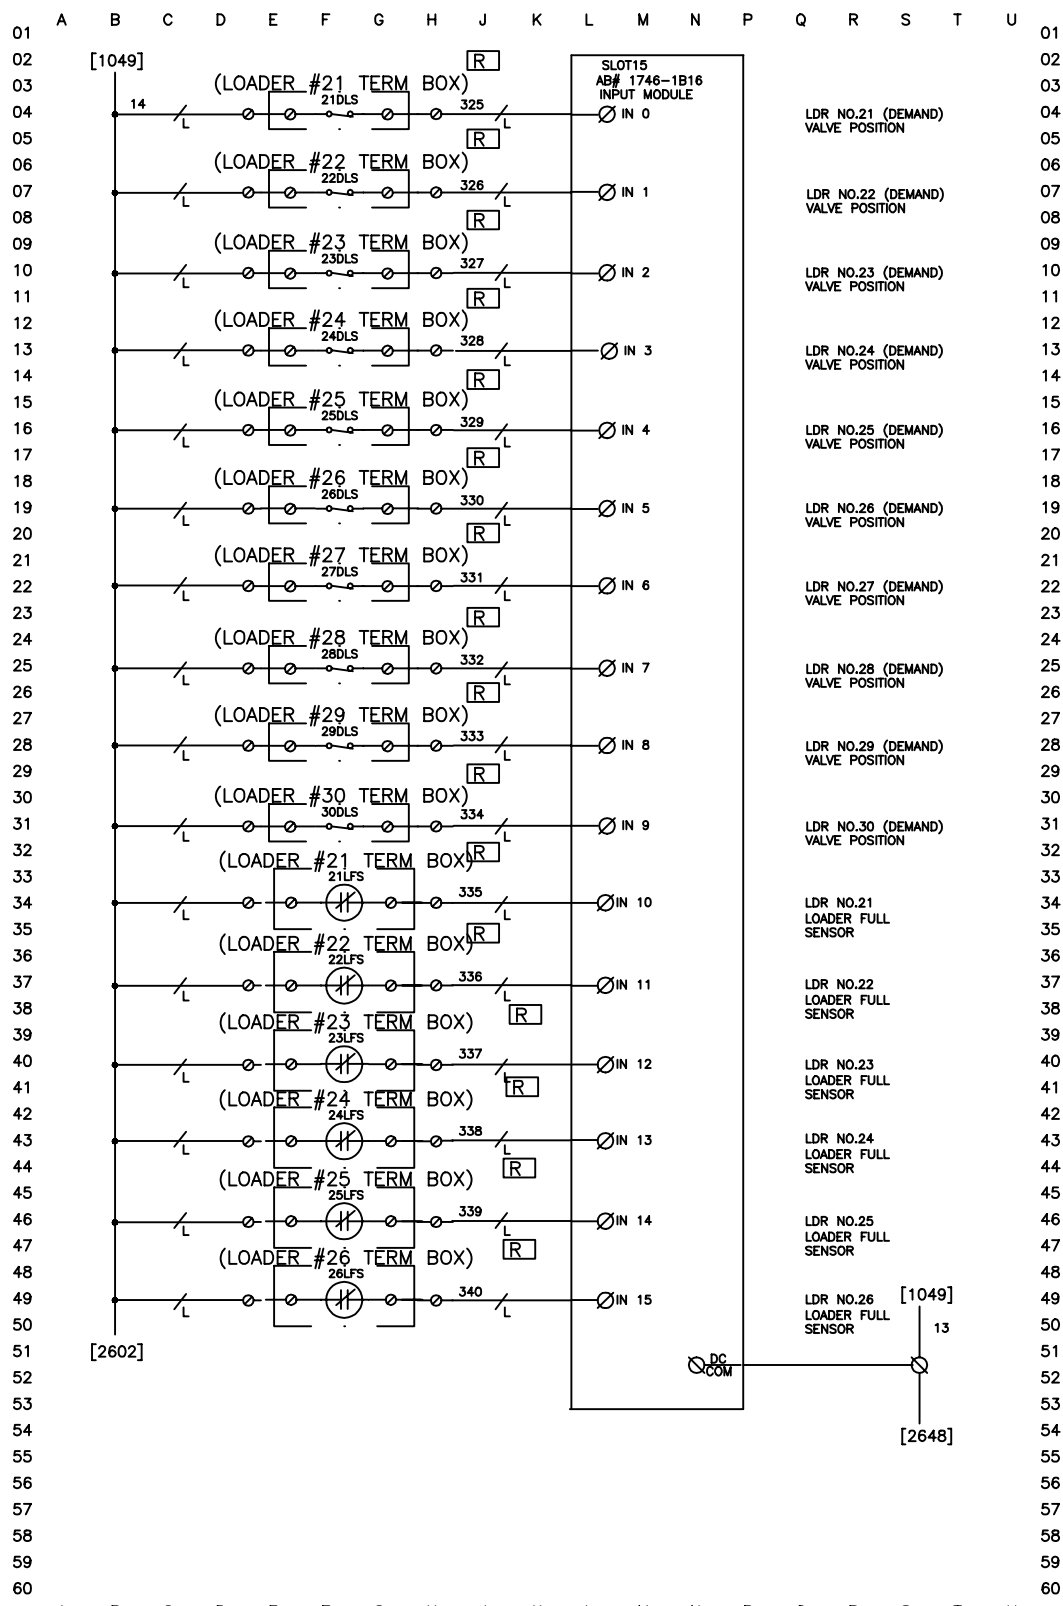 A B C D E F G H J K L M N P Q R S T U
01 01
02 [1049] R SLOT15 02
03 (LOADER #21 TERM BOX) AB# 1746-1B16 03
INPUT MODULE
04 14 L 21DLS 325 L IN 0 LDR NO.21 (DEMAND) 04
VALVE POSITION
05 R 05
06 (LOADER #22 TERM BOX) 06
07 L 22DLS 326 L IN 1 LDR NO.22 (DEMAND) 07
VALVE POSITION
08 R 08
09 (LOADER #23 TERM BOX) 09
10 L 23DLS 327 L IN 2 LDR NO.23 (DEMAND) 10
VALVE POSITION
11 R 11
12 (LOADER #24 TERM BOX) 12
13 L 24DLS 328 L IN 3 LDR NO.24 (DEMAND) 13
VALVE POSITION
14 R 14
15 (LOADER #25 TERM BOX) 15
16 L 25DLS 329 L IN 4 LDR NO.25 (DEMAND) 16
VALVE POSITION
17 R 17
18 (LOADER #26 TERM BOX) 18
19 L 26DLS 330 L IN 5 LDR NO.26 (DEMAND) 19
VALVE POSITION
20 R 20
21 (LOADER #27 TERM BOX) 21
22 L 27DLS 331 L IN 6 LDR NO.27 (DEMAND) 22
VALVE POSITION
23 R 23
24 (LOADER #28 TERM BOX) 24
25 L 28DLS 332 L IN 7 LDR NO.28 (DEMAND) 25
VALVE POSITION
26 R 26
27 (LOADER #29 TERM BOX) 27
28 L 29DLS 333 L IN 8 LDR NO.29 (DEMAND) 28
VALVE POSITION
29 R 29
30 (LOADER #30 TERM BOX) 30
31 L 30DLS 334 L IN 9 LDR NO.30 (DEMAND) 31
VALVE POSITION
32 (LOADER #21 TERM BOX) R 32
33 21LFS 33
34 L 335 L IN 10 LDR NO.21 34
LOADER FULL
35 R SENSOR 35
36 (LOADER #22 TERM BOX) 36
22LFS
37 L 336 L IN 11 LDR NO.22 37
LOADER FULL
38 R SENSOR 38
39 (LOADER #23 TERM BOX) 39
23LFS
40 L 337 L IN 12 LDR NO.23 40
LOADER FULL
41 R SENSOR 41
42 (LOADER #24 TERM BOX) 42
24LFS
43 L 338 L IN 13 LDR NO.24 43
LOADER FULL
44 R SENSOR 44
45 (LOADER #25 TERM BOX) 45
25LFS
46 L 339 L IN 14 LDR NO.25 46
LOADER FULL
47 R SENSOR 47
48 (LOADER #26 TERM BOX) 48
26LFS
49 L 340 L IN 15 LDR NO.26 [1049] 49
LOADER FULL
50 SENSOR 13 50
51 [2602] DC 51
52 COM 52
53 53
54 [2648] 54
55 55
56 56
57 57
58 58
59 59
60 60